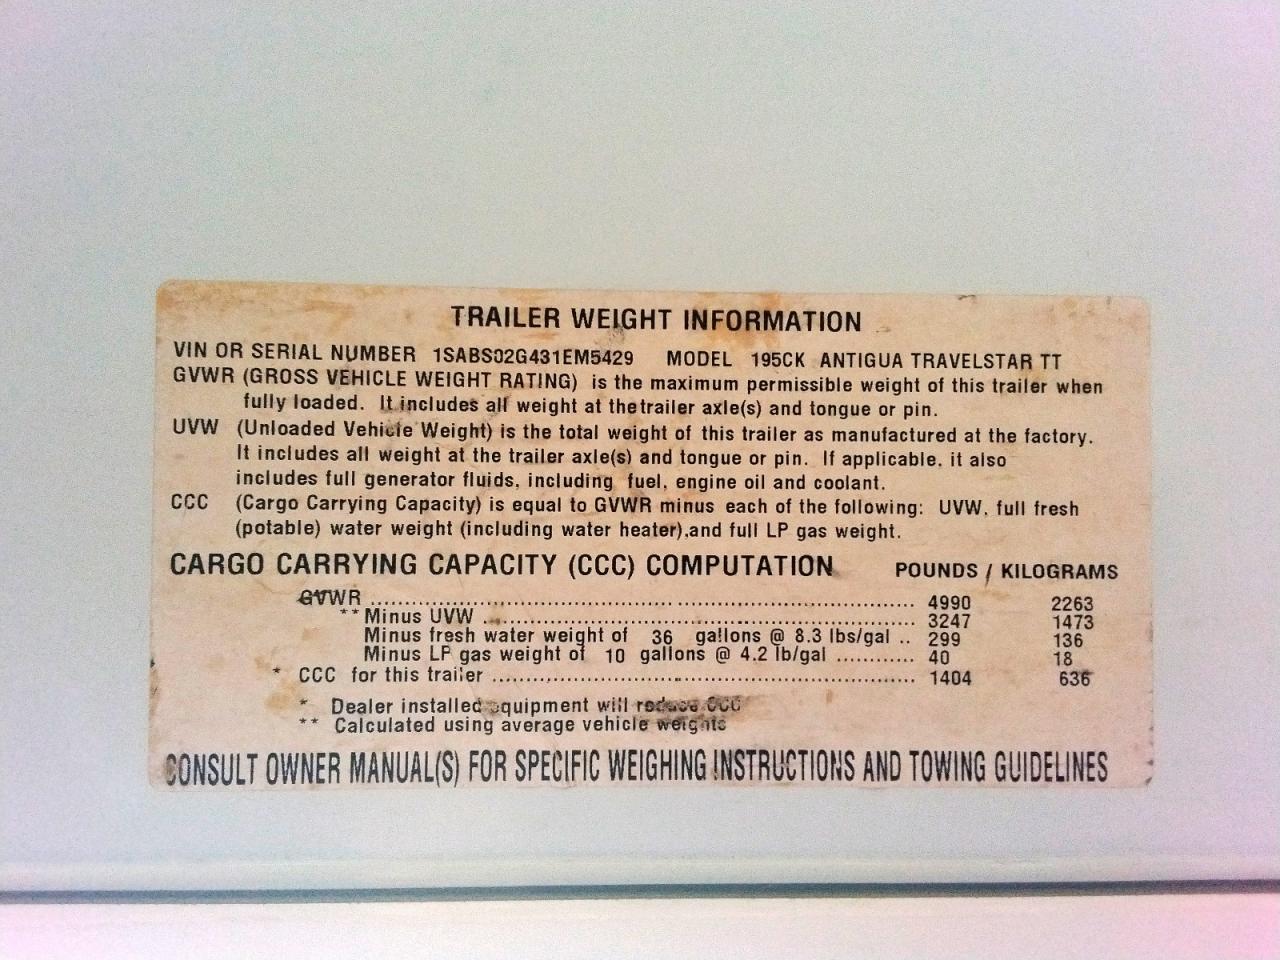 TRAILER WEIGHT INFORMATION
VIN OR SERIAL NUMBER 1SABS02G431EM5429 MODEL 195CK ANTIGUA TRAVELSTAR TT
GVWR (GROSS VEHICLE WEIGHT RATING) is the maximum permissible weight of this trailer when
fully loaded. It includes all weight at thetrailer axle(s) and tongue or pin.
UVW (Unloaded Vehicle Weight) is the total weight of this trailer as manufactured at the factory.
It includes all weight at the trailer axle(s) and tongue or pin. If applicable, it also
includes full generator fluids, including fuel, engine oil and coolant.
CCC (Cargo Carrying Capacity) is equal to GVWR minus each of the following: UVW, full fresh
(potable) water weight (including water heater),and full LP gas weight.
CARGO CARRYING CAPACITY (CCC) COMPUTATION POUNDS / KILOGRAMS
GVWR ........ 4990 2263
** Minus UVW ........ 3247 1473
Minus fresh water weight of 36 gallons @ 8.3 lbs/gal .. 299 136
Minus LP gas weight of 10 gallons @ 4.2 lb/gal ........ 40 18
* CCC for this trailer ........ 1404 636
* Dealer installed equipment will reduce CCC
** Calculated using average vehicle weights
CONSULT OWNER MANUAL(S) FOR SPECIFIC WEIGHING INSTRUCTIONS AND TOWING GUIDELINES